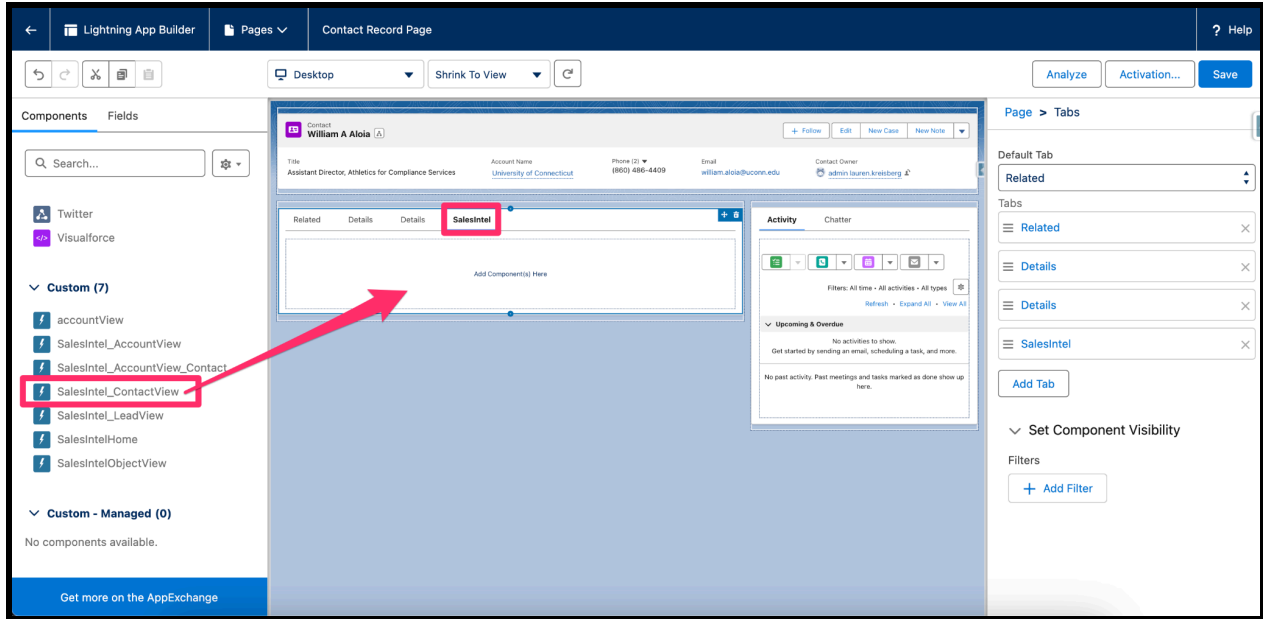 Lightning App Builder
Pages
Contact Record Page
? Help
Desktop
Shrink To View
Analyze
Activation...
Save
Components
Fields
Search...
Twitter
Visualforce
Custom (7)
accountView
SalesIntel_AccountView
SalesIntel_AccountView_Contact
SalesIntel_ContactView
SalesIntel_LeadView
SalesIntelHome
SalesIntelObjectView
Custom - Managed (0)
No components available.
Get more on the AppExchange
Contact
William A Aloia
+ Follow
Edit
New Case
New Note
Title
Assistant Director, Athletics for Compliance Services
Account Name
University of Connecticut
Phone (2)
(860) 486-4409
Email
william.aloia@uconn.edu
Contact Owner
admin lauren.kreisberg
Related
Details
Details
SalesIntel
Add Component(s) Here
Activity
Chatter
Filters: All time • All activities • All types
Refresh • Expand All • View All
Upcoming & Overdue
No activities to show.
Get started by sending an email, scheduling a task, and more.
No past activity. Past meetings and tasks marked as done show up
here.
Page > Tabs
Default Tab
Related
Tabs
Related
Details
Details
SalesIntel
Add Tab
Set Component Visibility
Filters
+ Add Filter